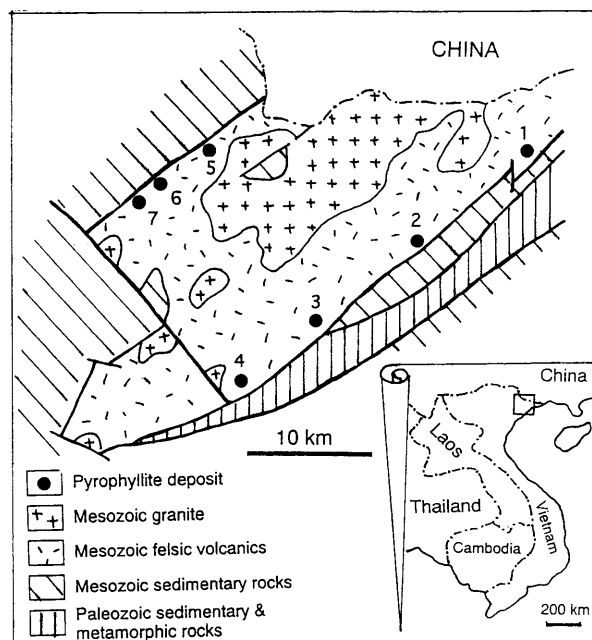 CHINA
1
5
6
7
2
3
4
10 km
Pyrophyllite deposit
Mesozoic granite
Mesozoic felsic volcanics
Mesozoic sedimentary rocks
Paleozoic sedimentary &
metamorphic rocks
China
Laos
Thailand
Vietnam
Cambodia
200 km